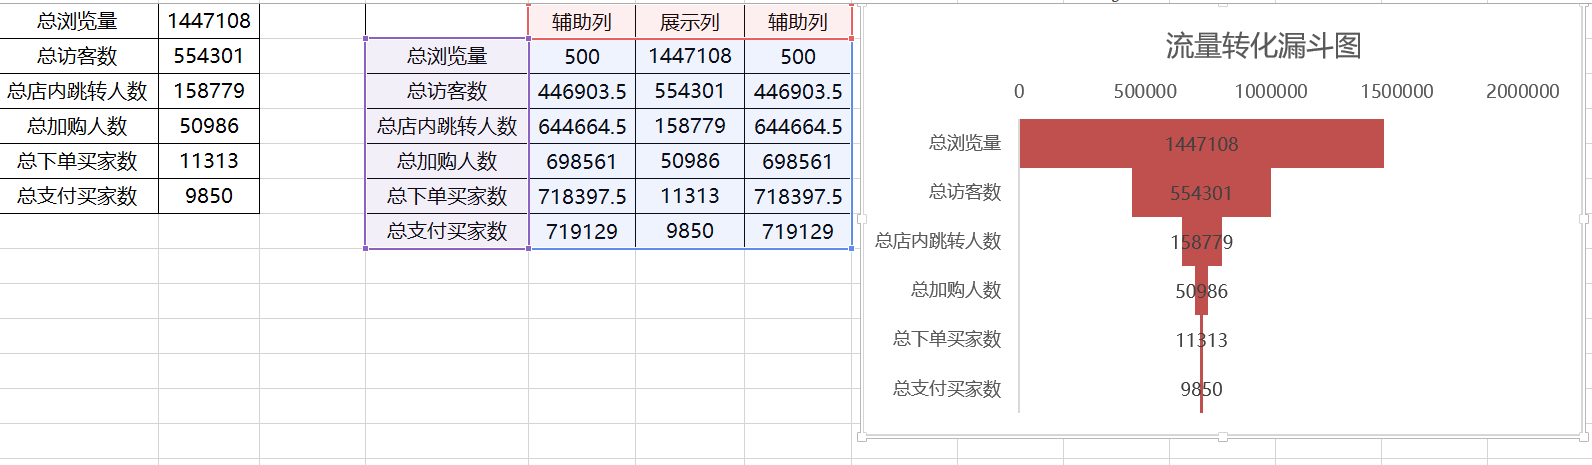 总浏览量 1447108
总访客数 554301
总店内跳转人数 158779
总加购人数 50986
总下单买家数 11313
总支付买家数 9850
辅助列 展示列 辅助列
总浏览量 500 1447108 500
总访客数 446903.5 554301 446903.5
总店内跳转人数 644664.5 158779 644664.5
总加购人数 698561 50986 698561
总下单买家数 718397.5 11313 718397.5
总支付买家数 719129 9850 719129
流量转化漏斗图
0 500000 1000000 1500000 2000000
总浏览量 1447108
总访客数 554301
总店内跳转人数 158779
总加购人数 50986
总下单买家数 11313
总支付买家数 9850